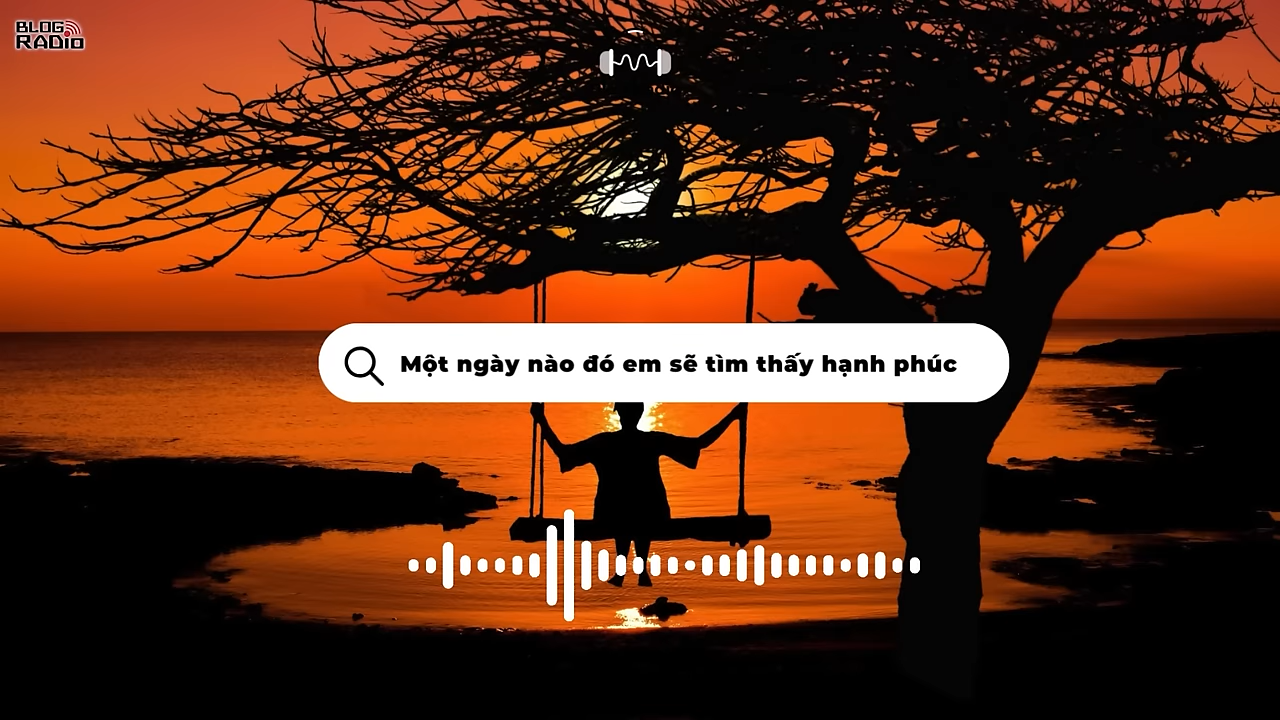 BLOG
RADIO
Một ngày nào đó em sẽ tìm thấy hạnh phúc